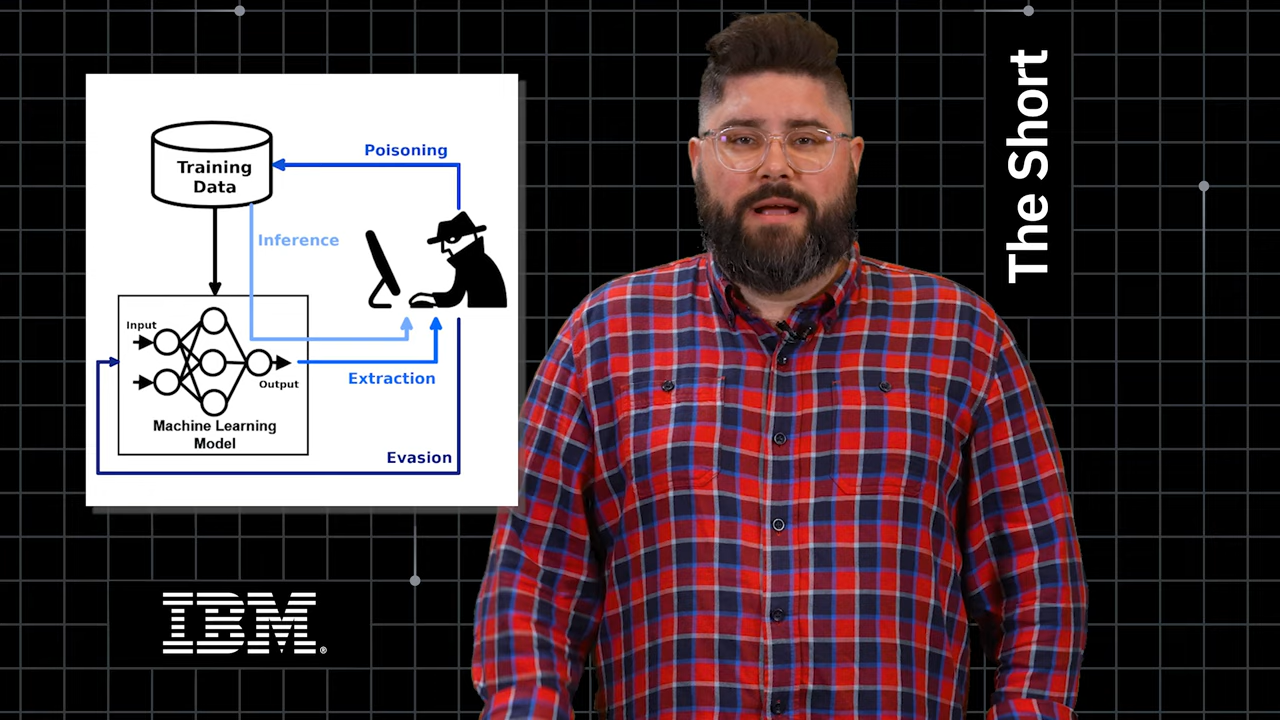 Poisoning
Training
Data
Inference
Input
Output
Extraction
Machine Learning
Model
Evasion
IBM®
The Short